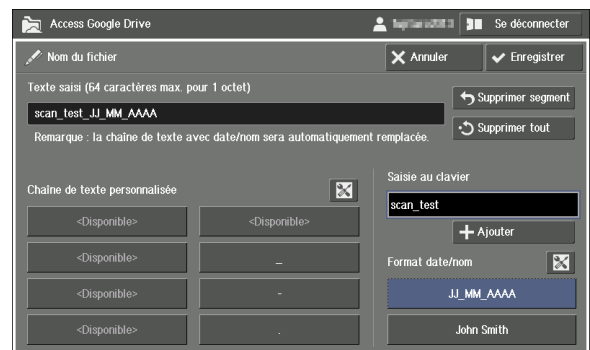 Access Google Drive
Se déconnecter
Nom du fichier
Annuler
Enregistrer
Texte saisi (64 caractères max. pour 1 octet)
Supprimer segment
scan_test_JJ_MM_AAAA
Supprimer tout
Remarque : la chaîne de texte avec date/nom sera automatiquement remplacée.
Chaîne de texte personnalisée
Saisie au clavier
scan_test
<Disponible>
<Disponible>
Ajouter
<Disponible>
_
Format date/nom
<Disponible>
-
JJ_MM_AAAA
<Disponible>
.
John Smith